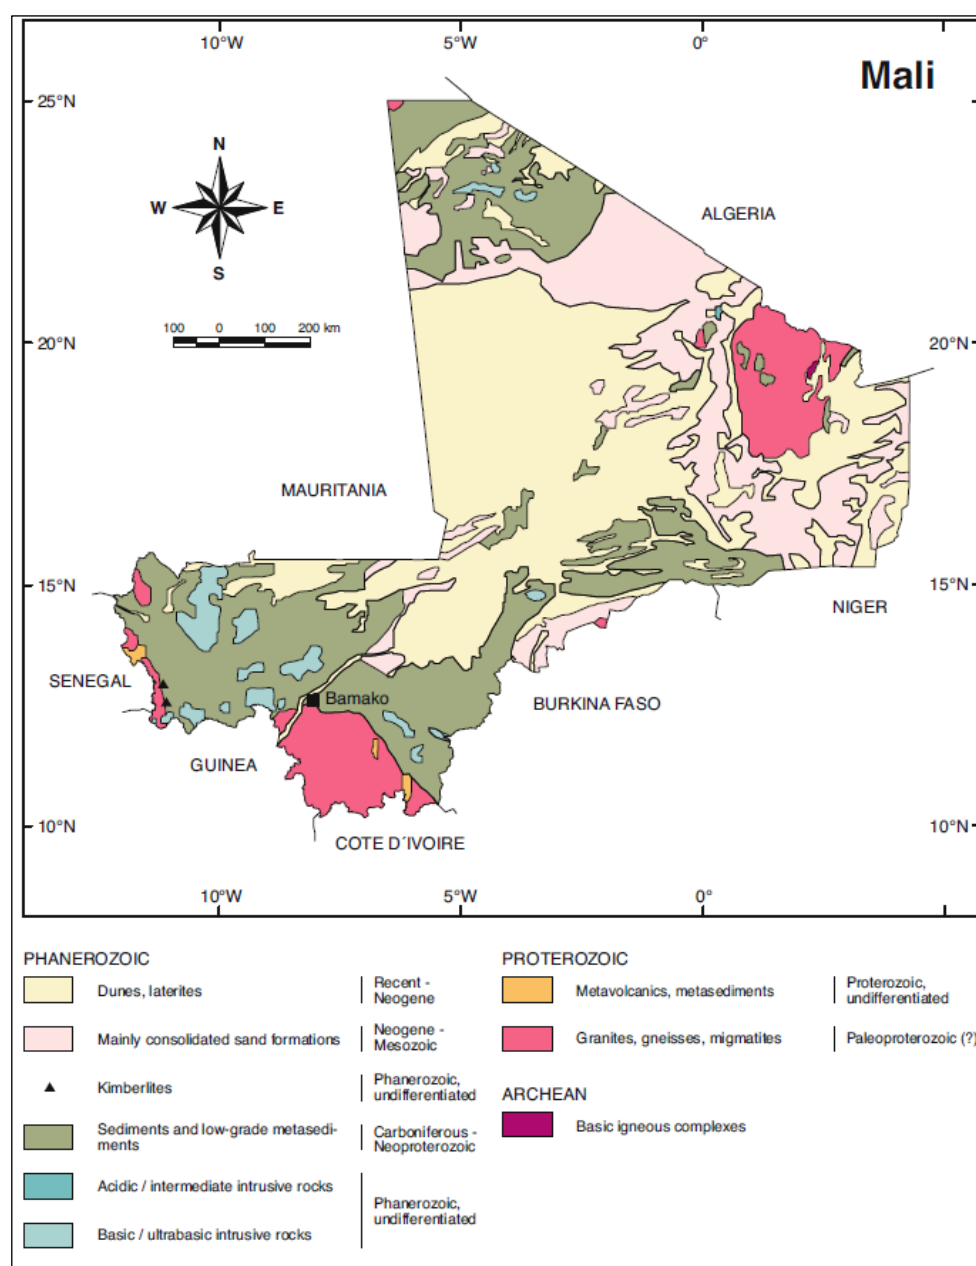 10°W 5°W 0°
Mali
25°N
N
W E
S
ALGERIA
100 0 100 200 km
20°N 20°N
MAURITANIA
15°N 15°N
NIGER
SENEGAL
Bamako
BURKINA FASO
GUINEA
10°N 10°N
COTE D´IVOIRE
10°W 5°W 0°
PHANEROZOIC
Dunes, laterites
Recent -
Neogene
Mainly consolidated sand formations
Neogene -
Mesozoic
Kimberlites
Phanerozoic,
undifferentiated
Sediments and low-grade metasedi-
ments
Carboniferous -
Neoproterozoic
Acidic / intermediate intrusive rocks
Basic / ultrabasic intrusive rocks
Phanerozoic,
undifferentiated
PROTEROZOIC
Metavolcanics, metasediments
Proterozoic,
undifferentiated
Granites, gneisses, migmatites
Paleoproterozoic (?)
ARCHEAN
Basic igneous complexes